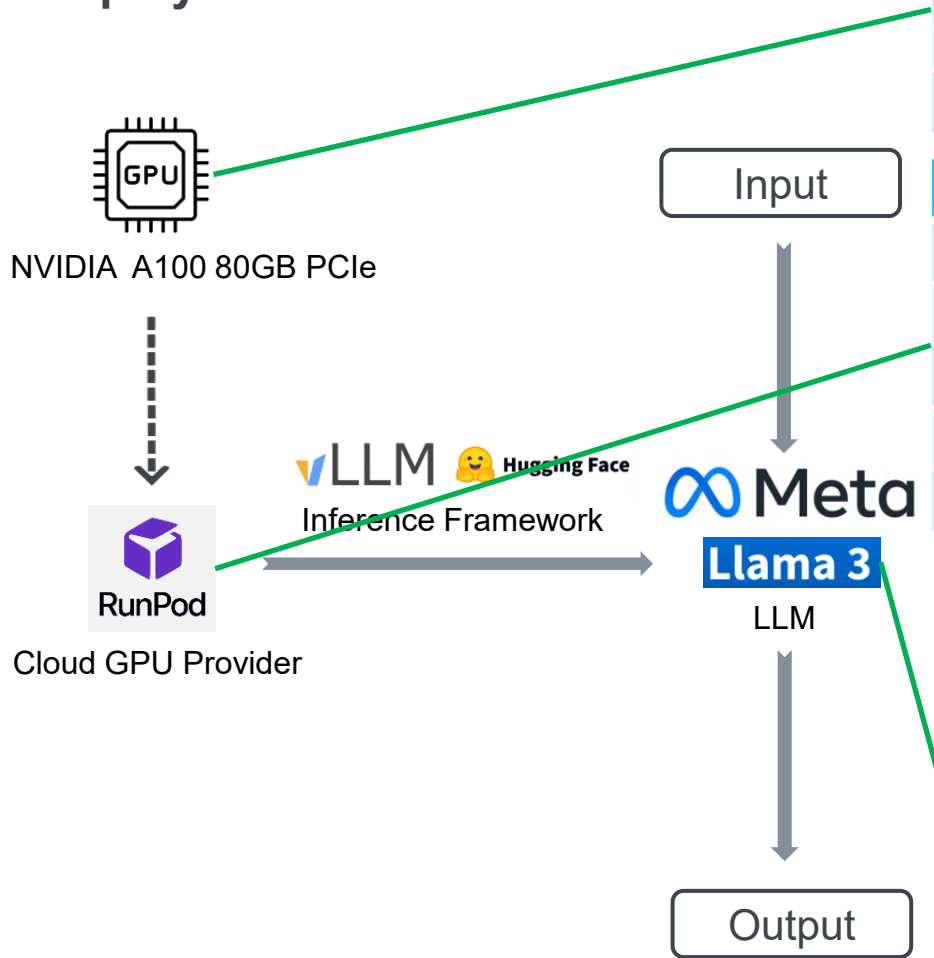 GPU
NVIDIA A100 80GB PCIe
Input
vLLM
Hugging Face
Inference Framework
Meta
Llama 3
LLM
RunPod
Cloud GPU Provider
Output